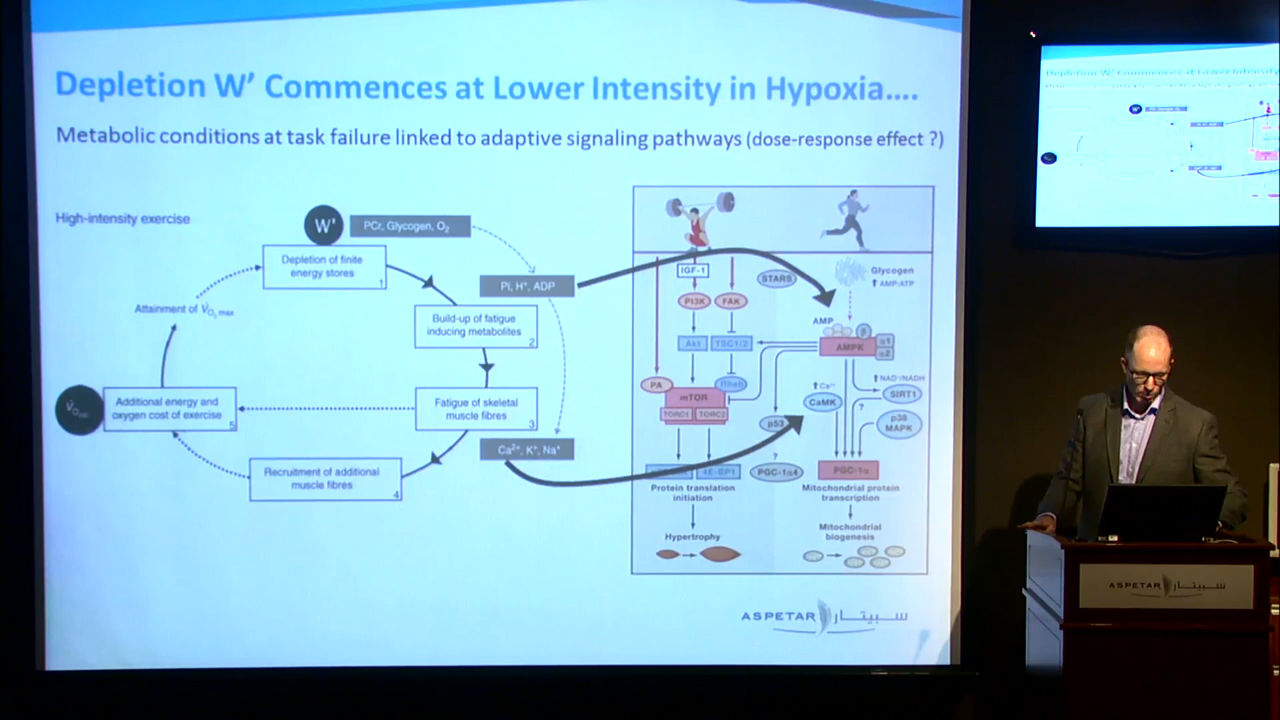 Depletion W’ Commences at Lower Intensity in Hypoxia....
Metabolic conditions at task failure linked to adaptive signaling pathways (dose-response effect ?)
High-intensity exercise
W'
PCr, Glycogen, O₂
Depletion of finite
energy stores
1
Pi, H⁺, ADP
Attainment of V̇O₂ max
Build-up of fatigue
inducing metabolites
2
Additional energy and
oxygen cost of exercise
5
Fatigue of skeletal
muscle fibres
3
Ca²⁺, K⁺, Na⁺
Recruitment of additional
muscle fibres
4
IGF-1
STARS
Glycogen
↑ AMP:ATP
PI3K
FAK
AMP
β
Akt
TSC1/2
AMPK
α1
α2
PA
Rheb
mTOR
TORC1
TORC2
↑ Ca²⁺
CaMK
↑ NAD⁺/NADH
SIRT1
?
p53
p38
MAPK
4E-BP1
?
PGC-1α4
PGC-1α
Protein translation
initiation
Mitochondrial protein
transcription
Hypertrophy
Mitochondrial
biogenesis
ASPETAR سبيتار
Depletion W' Commences at Lower Intensity
ASPETAR سبيتار